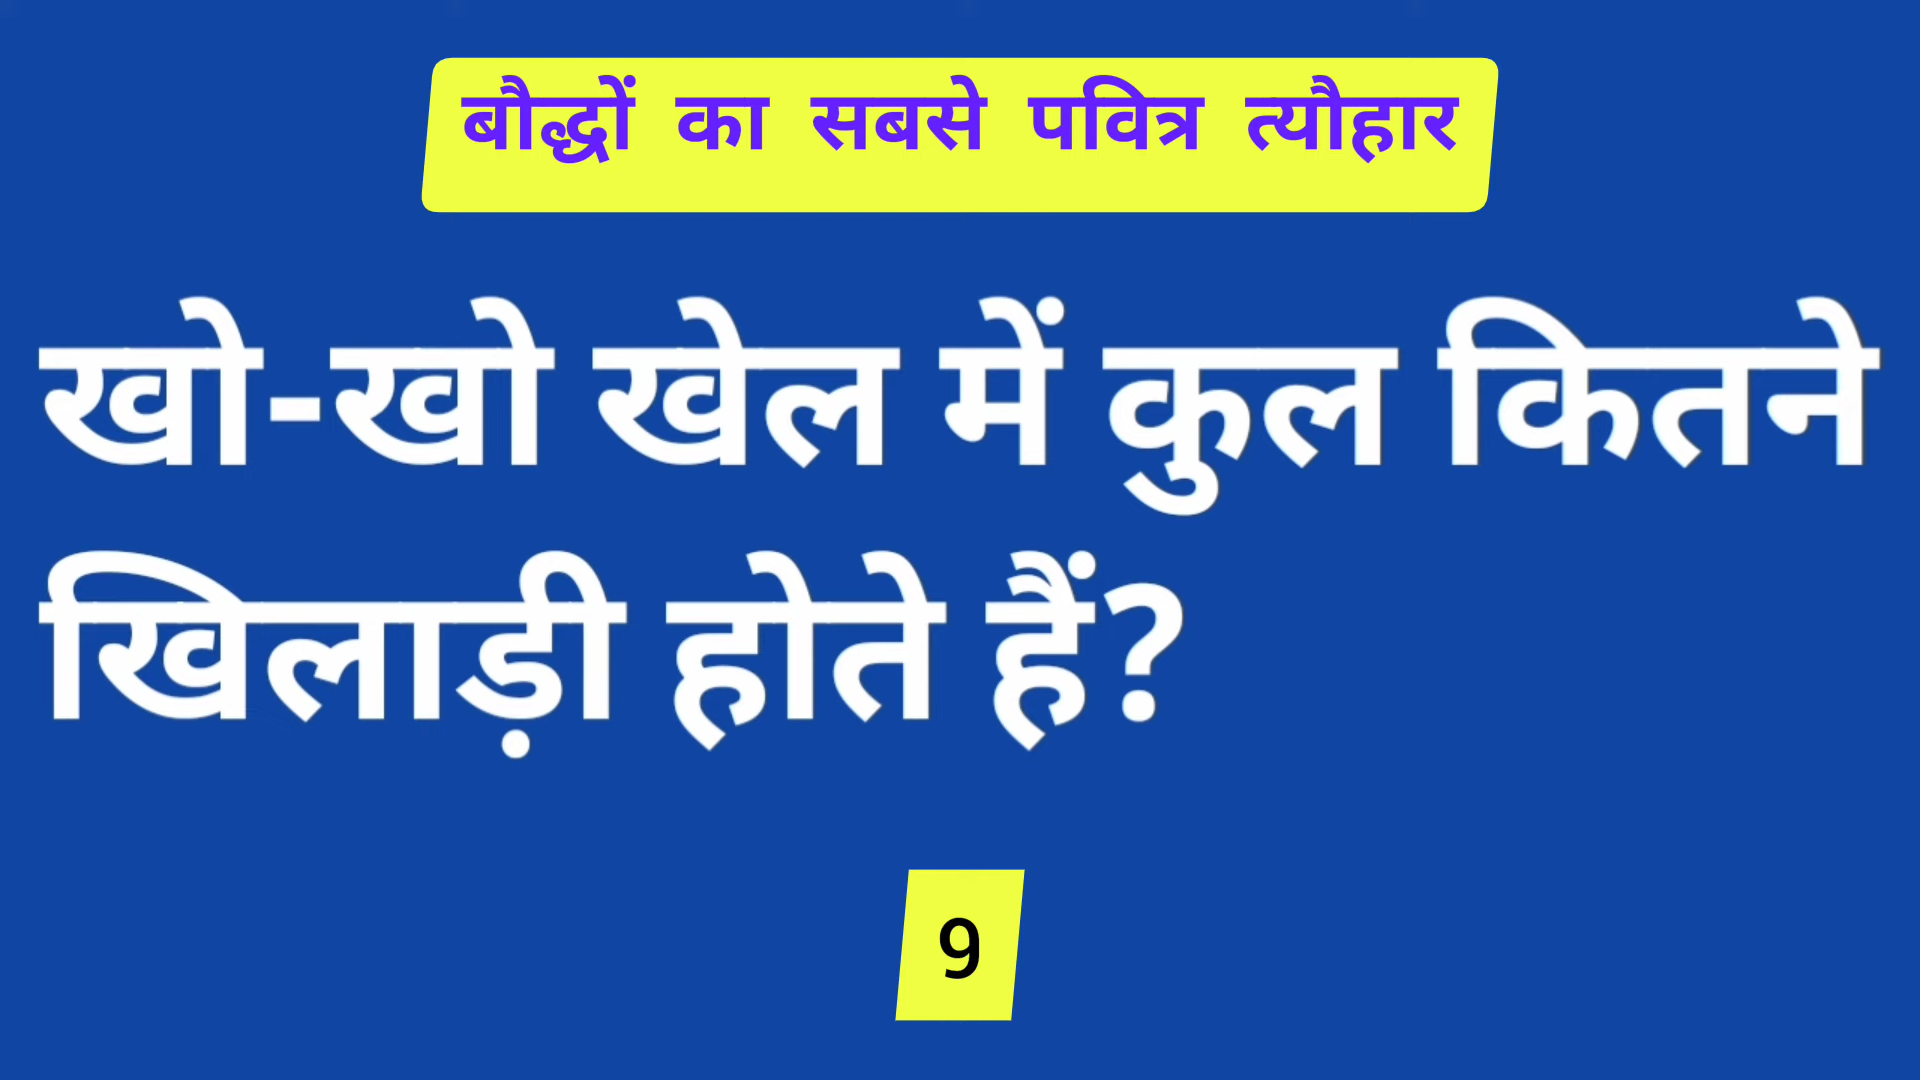 बौद्धों का सबसे पवित्र त्यौहार
खो-खो खेल में कुल कितने
खिलाड़ी होते हैं?
9